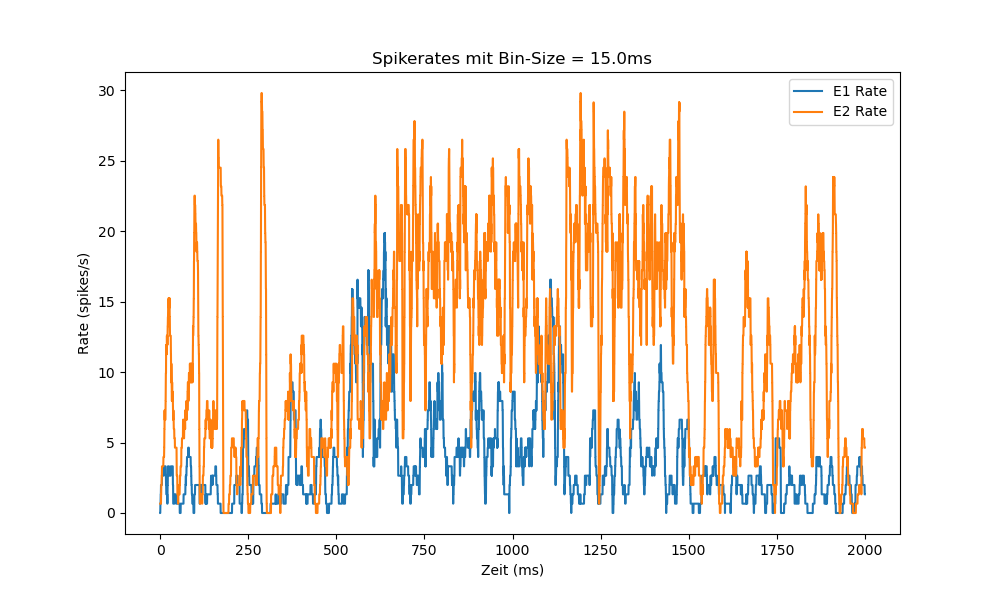 Spikerates mit Bin-Size = 15.0ms
E1 Rate
E2 Rate
Rate (spikes/s)
30
25
20
15
10
5
0
0 250 500 750 1000 1250 1500 1750 2000
Zeit (ms)